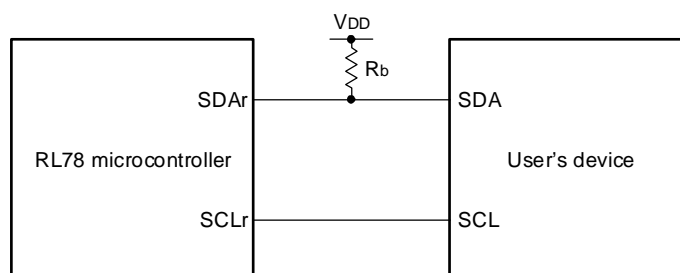 VDD
Rb
SDAr
SDA
RL78 microcontroller
User's device
SCLr
SCL